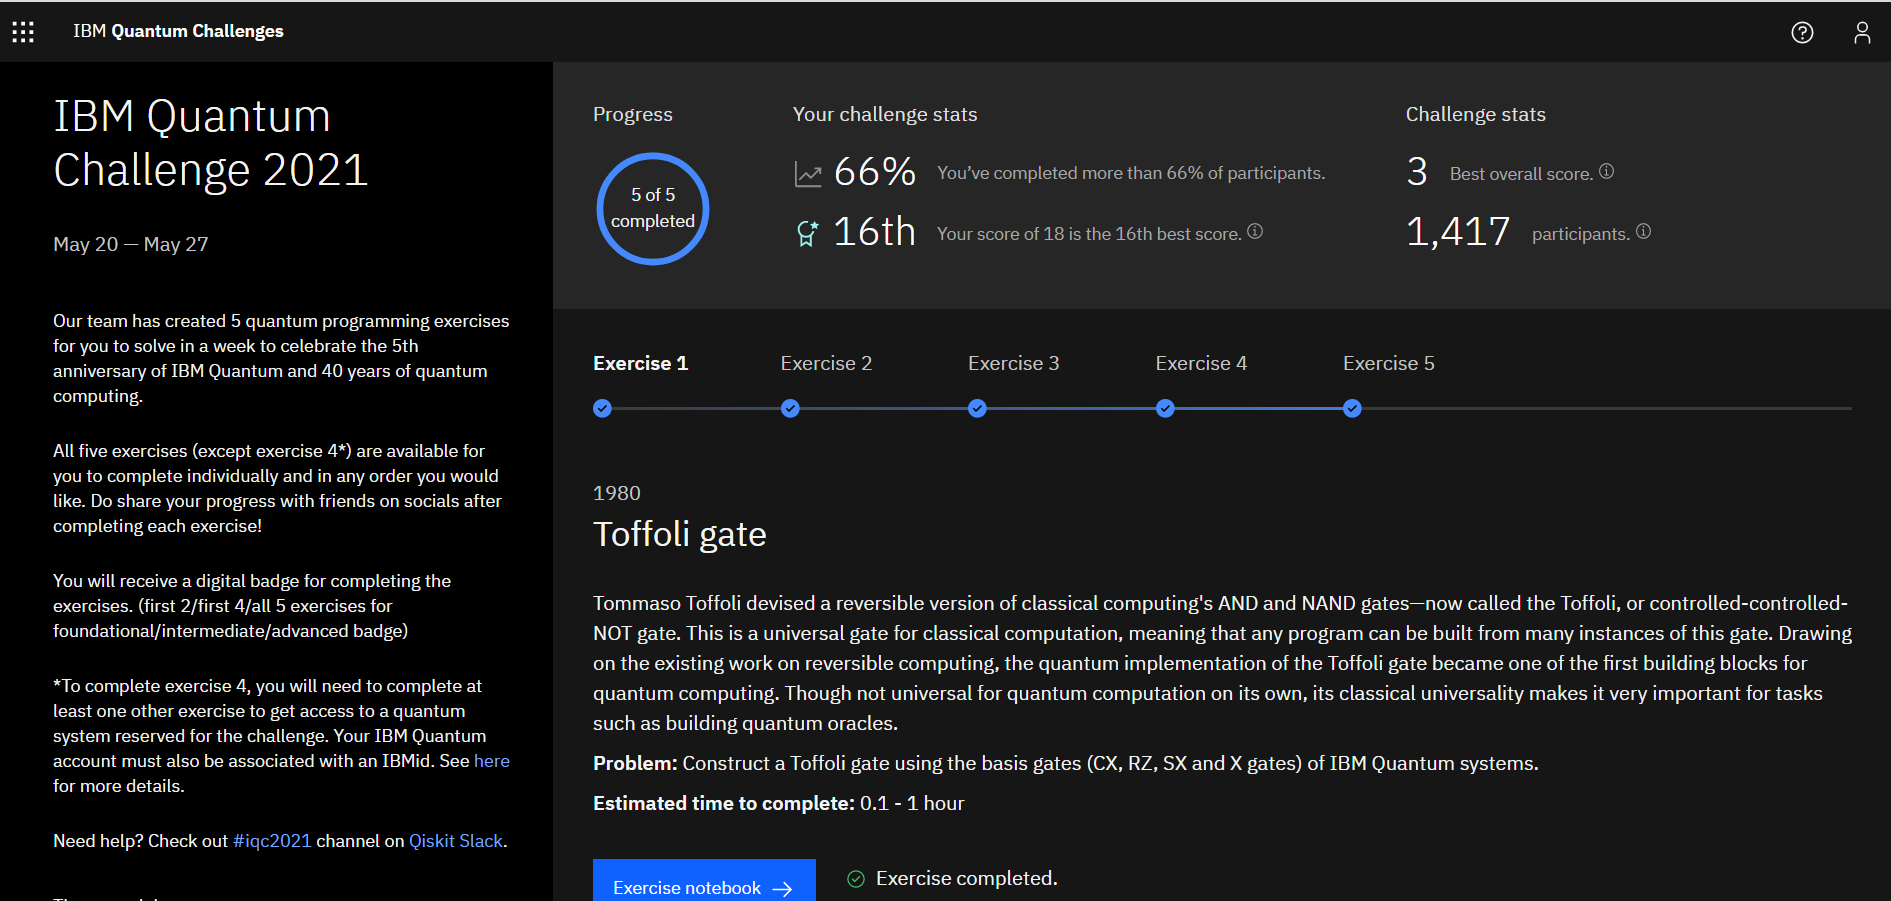 IBM Quantum Challenges
IBM Quantum
Challenge 2021
May 20 — May 27
Our team has created 5 quantum programming exercises
for you to solve in a week to celebrate the 5th
anniversary of IBM Quantum and 40 years of quantum
computing.
All five exercises (except exercise 4*) are available for
you to complete individually and in any order you would
like. Do share your progress with friends on socials after
completing each exercise!
You will receive a digital badge for completing the
exercises. (first 2/first 4/all 5 exercises for
foundational/intermediate/advanced badge)
*To complete exercise 4, you will need to complete at
least one other exercise to get access to a quantum
system reserved for the challenge. Your IBM Quantum
account must also be associated with an IBMid. See here
for more details.
Need help? Check out #iqc2021 channel on Qiskit Slack.
Progress
5 of 5
completed
Your challenge stats
66% You've completed more than 66% of participants.
16th Your score of 18 is the 16th best score.
Challenge stats
3 Best overall score.
1,417 participants.
Exercise 1 Exercise 2 Exercise 3 Exercise 4 Exercise 5
1980
Toffoli gate
Tommaso Toffoli devised a reversible version of classical computing's AND and NAND gates—now called the Toffoli, or controlled-controlled-
NOT gate. This is a universal gate for classical computation, meaning that any program can be built from many instances of this gate. Drawing
on the existing work on reversible computing, the quantum implementation of the Toffoli gate became one of the first building blocks for
quantum computing. Though not universal for quantum computation on its own, its classical universality makes it very important for tasks
such as building quantum oracles.
Problem: Construct a Toffoli gate using the basis gates (CX, RZ, SX and X gates) of IBM Quantum systems.
Estimated time to complete: 0.1 - 1 hour
Exercise notebook → Exercise completed.